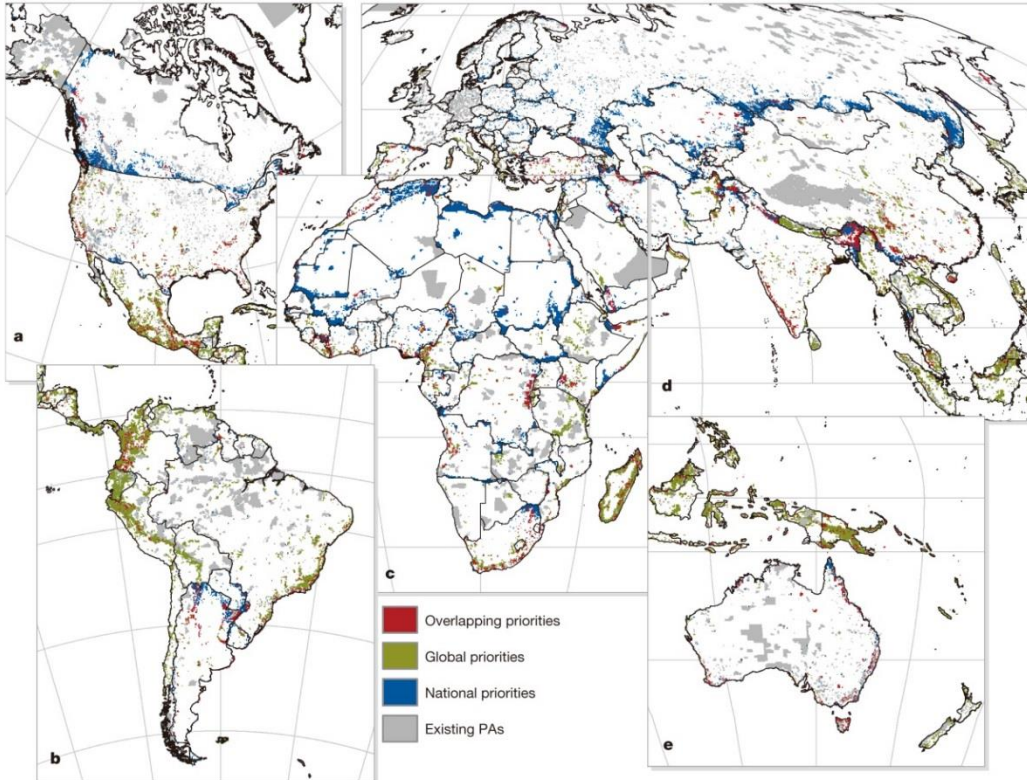 a
d
b
c
e
Overlapping priorities
Global priorities
National priorities
Existing PAs